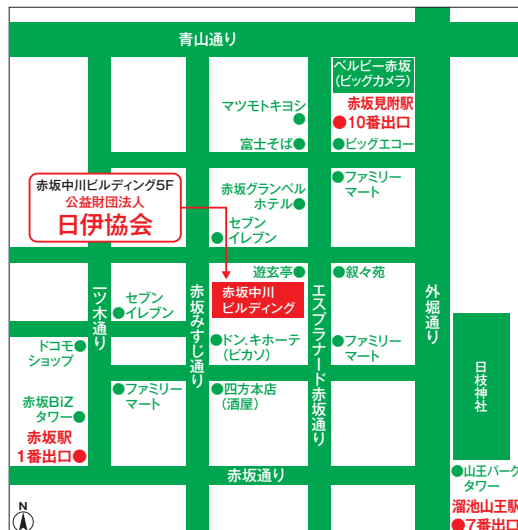 青山通り
ベルビー赤坂
(ビッグカメラ)
マツモトキヨシ
赤坂見附駅
10番出口
富士そば
ビッグエコー
赤坂中川ビルディング5F
公益財団法人
日伊協会
赤坂グランベル
ホテル
ファミリー
マート
セブン
イレブン
遊玄亭
叙々苑
一ツ木通り
セブン
イレブン
赤坂みすじ通り
赤坂中川
ビルディング
エスプラナード赤坂通り
外堀通り
ドコモ
ショップ
ドン.キホーテ
(ピカソ)
ファミリー
マート
日枝神社
赤坂BiZ
タワー
ファミリー
マート
四方本店
(酒屋)
赤坂駅
1番出口
赤坂通り
山王パーク
タワー
溜池山王駅
7番出口
N